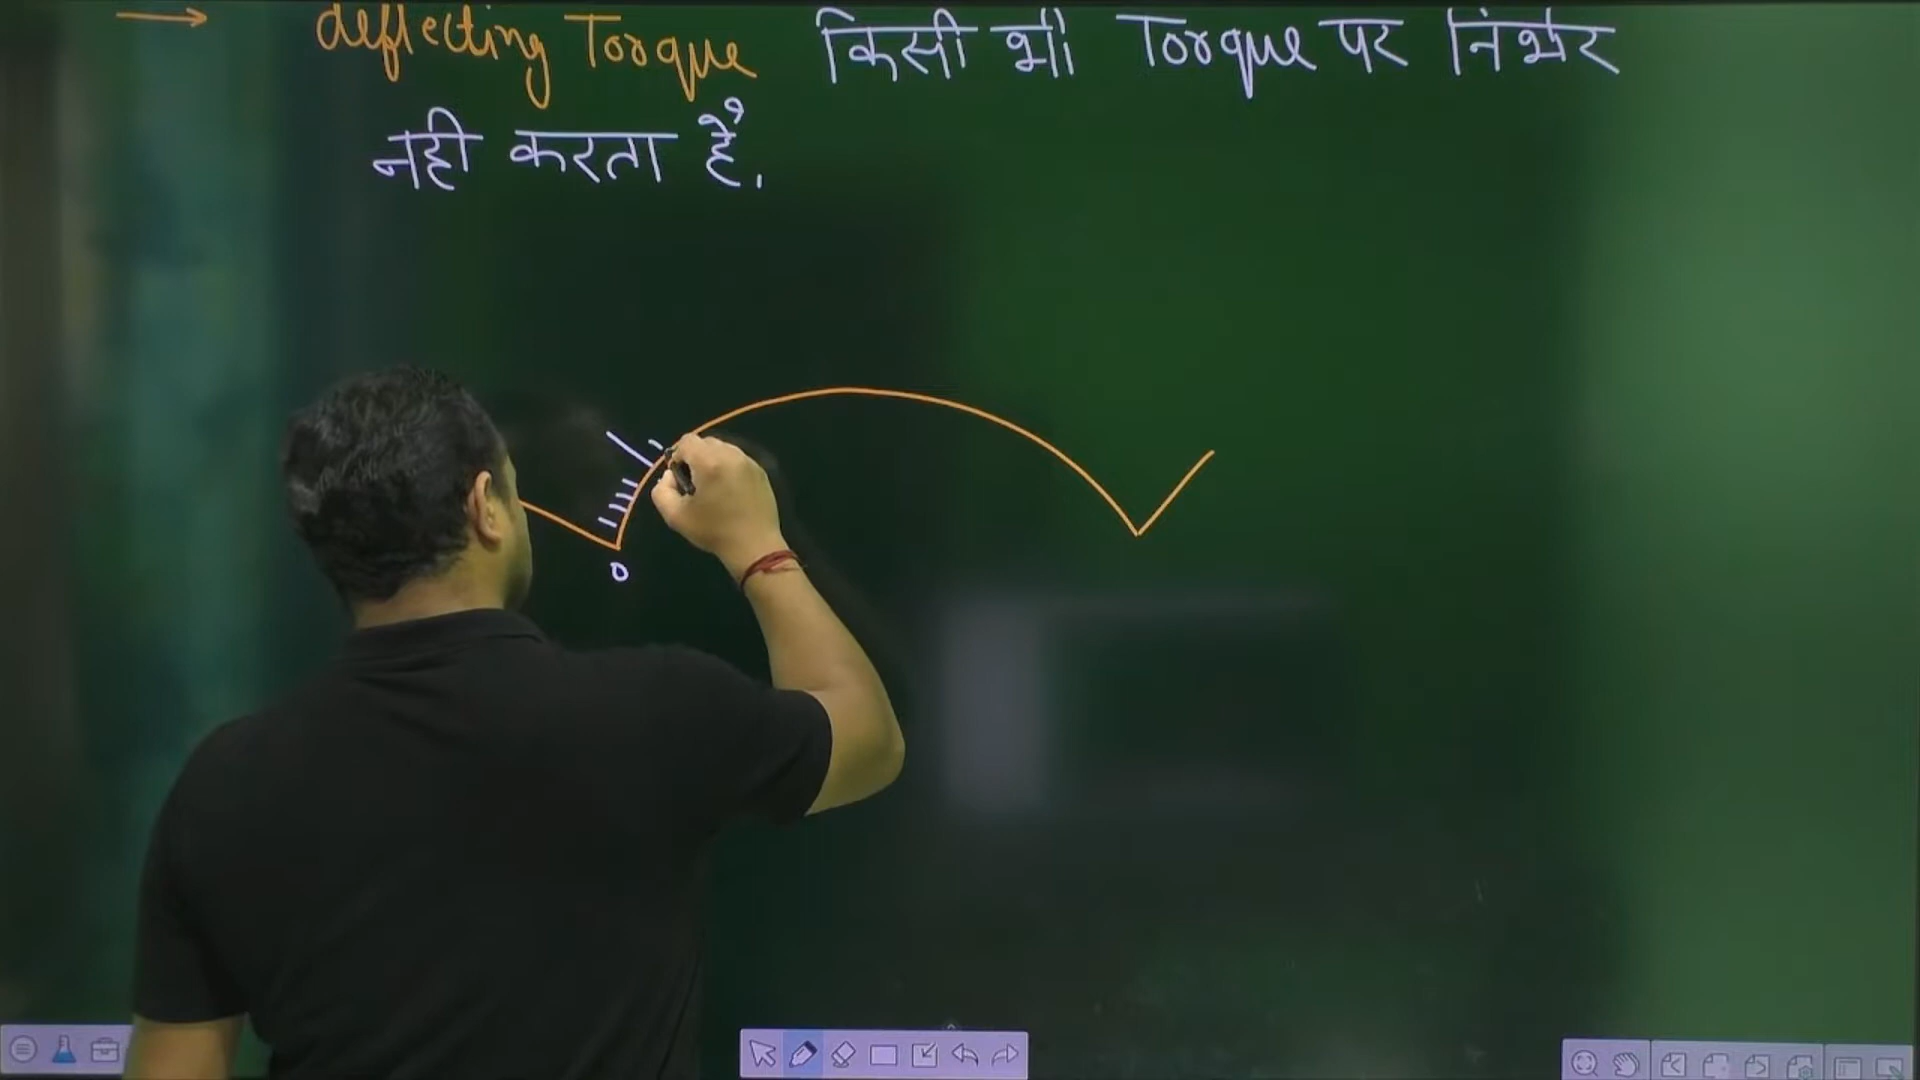 → deflecting Torque किसी भी Torque पर निर्भर
नही करता है.
0